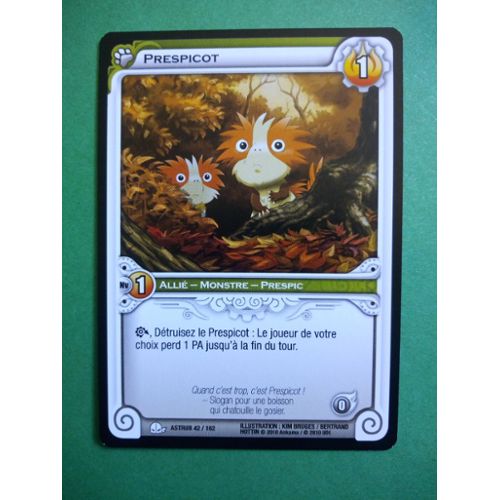 PRESPICOT
1
Nv 1 ALLIÉ – MONSTRE – PRESPIC
, Détruisez le Prespicot : Le joueur de votre
choix perd 1 PA jusqu'à la fin du tour.
Quand c'est trop, c'est Prespicot !
– Slogan pour une boisson
qui chatouille le gosier.
0
ASTRUB 42 / 162
ILLUSTRATION : KIM BRIGES / BERTRAND
HOTTIN © 2010 Ankama / © 2010 UDE